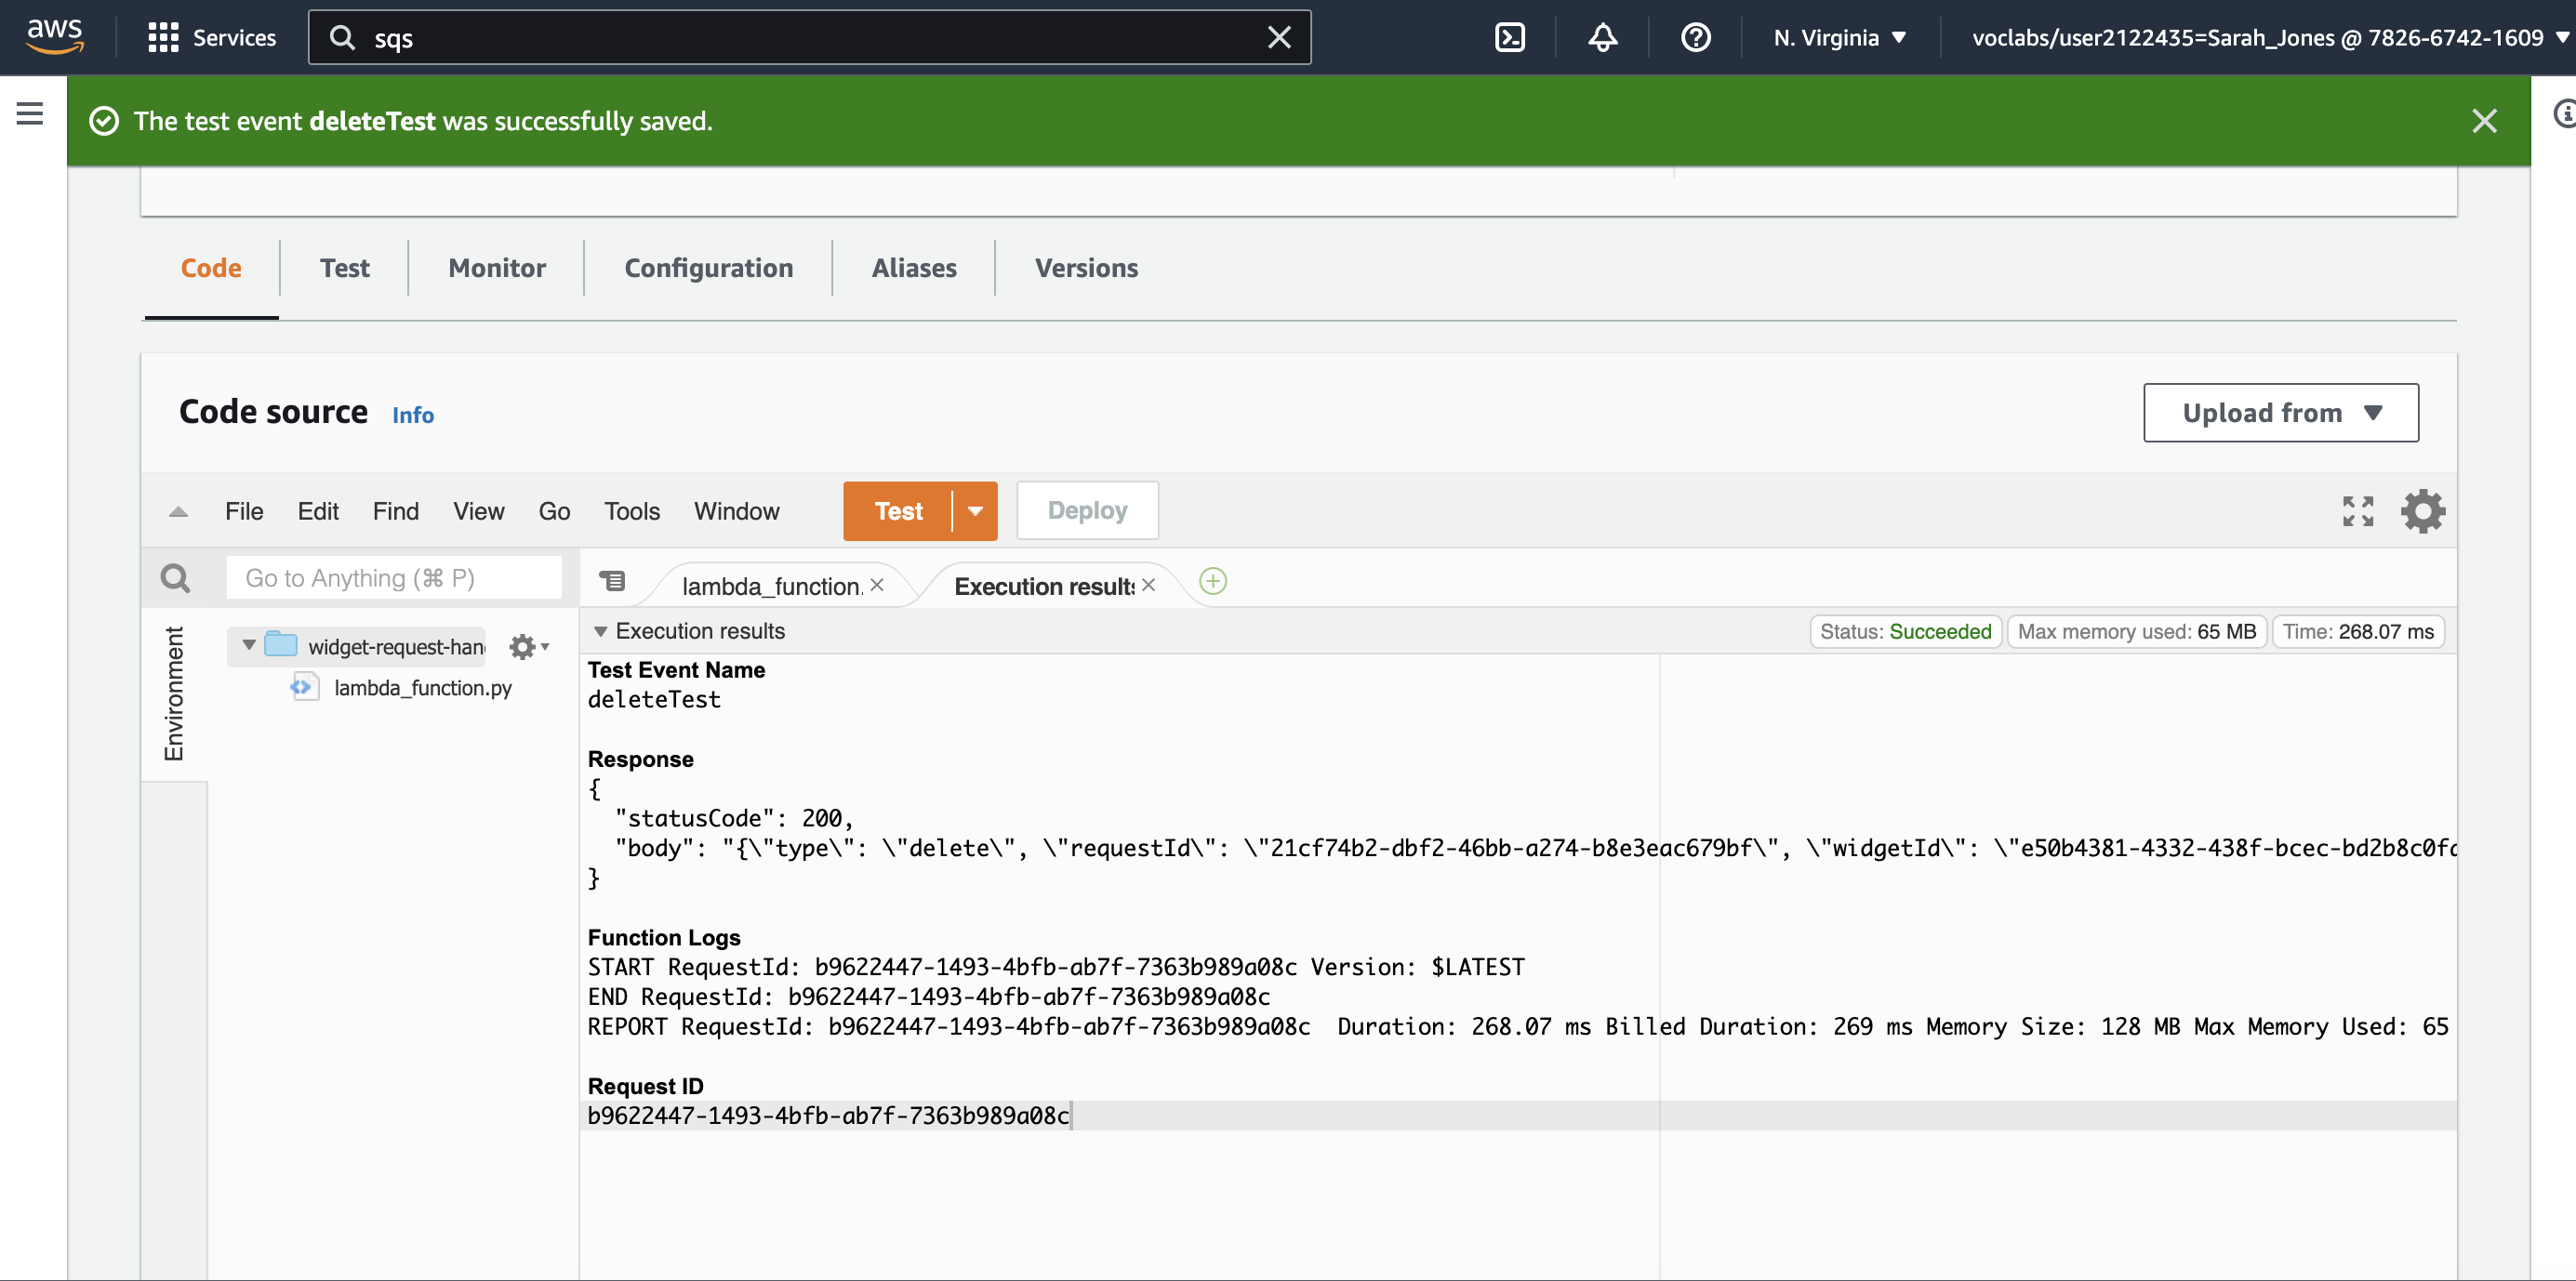 aws Services sqs N. Virginia voclabs/user2122435=Sarah_Jones @ 7826-6742-1609
The test event deleteTest was successfully saved.
Code Test Monitor Configuration Aliases Versions
Code source Info Upload from
File Edit Find View Go Tools Window Test Deploy
Go to Anything (⌘ P) lambda_function. Execution results
Execution results Status: Succeeded Max memory used: 65 MB Time: 268.07 ms
Environment
widget-request-han
lambda_function.py
Test Event Name
deleteTest
Response
{
"statusCode": 200,
"body": "{\"type\": \"delete\", \"requestId\": \"21cf74b2-dbf2-46bb-a274-b8e3eac679bf\", \"widgetId\": \"e50b4381-4332-438f-bcec-bd2b8c0f
}
Function Logs
START RequestId: b9622447-1493-4bfb-ab7f-7363b989a08c Version: $LATEST
END RequestId: b9622447-1493-4bfb-ab7f-7363b989a08c
REPORT RequestId: b9622447-1493-4bfb-ab7f-7363b989a08c Duration: 268.07 ms Billed Duration: 269 ms Memory Size: 128 MB Max Memory Used: 65
Request ID
b9622447-1493-4bfb-ab7f-7363b989a08c